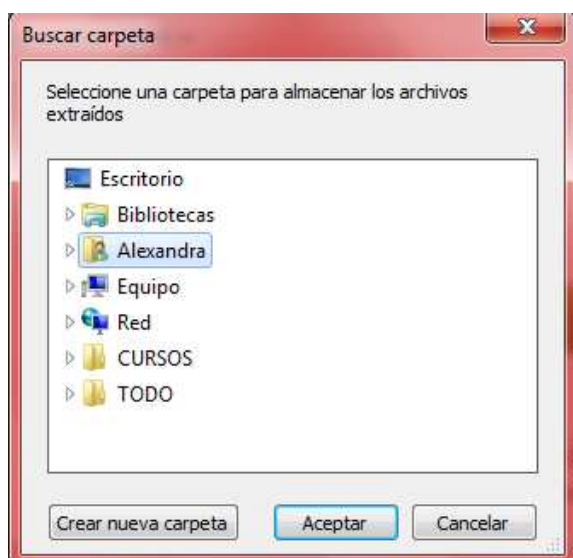 Buscar carpeta
Seleccione una carpeta para almacenar los archivos
extraídos
Escritorio
Bibliotecas
Alexandra
Equipo
Red
CURSOS
TODO
Crear nueva carpeta
Aceptar
Cancelar